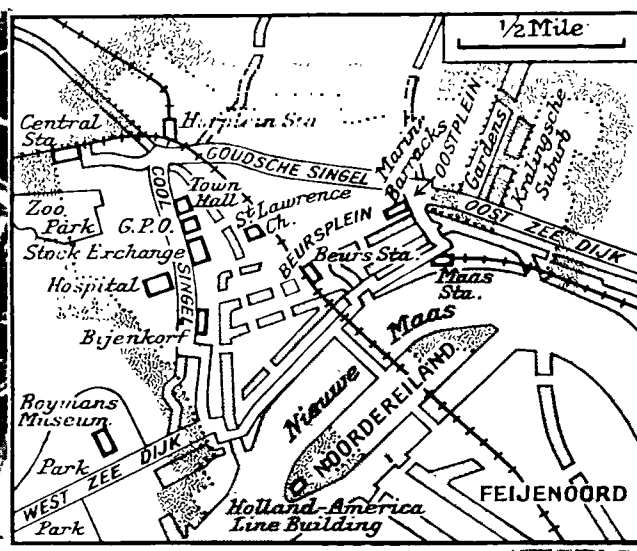 ½ Mile
Central
Sta.
GOUDSCHE SINGEL
Marine
Barracks
OOSTPLEIN
Gardens
Kralingsche
Suburb
Zoo
Park
COOL
SINGEL
Town
Hall
G.P.O.
Stock Exchange
Hospital
Bijenkorf
St Lawrence
Ch.
BEURSPLEIN
Beurs Sta.
OOST ZEE DIJK
Maas
Sta.
Nieuwe Maas
NOORDEREILAND
Boymans
Museum
Park
WEST ZEE DIJK
Park
Holland-America
Line Building
FEIJENOORD